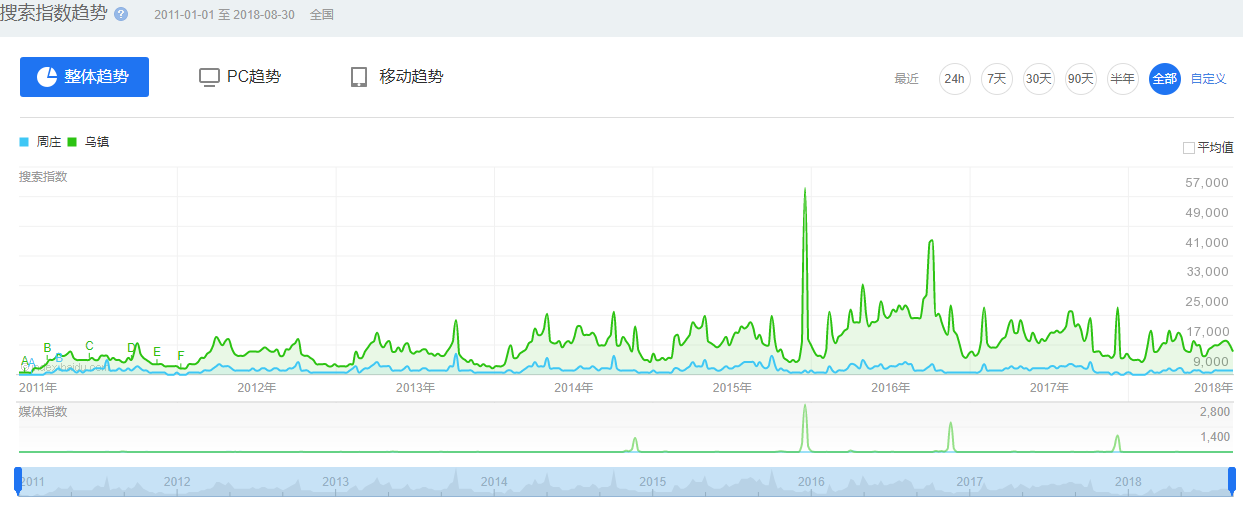 搜索指数趋势 ? 2011-01-01 至 2018-08-30 全国
整体趋势 PC趋势 移动趋势 最近 24h 7天 30天 90天 半年 全部 自定义
周庄 乌镇 平均值
搜索指数
57,000
49,000
41,000
33,000
25,000
17,000
9,000
A A B B C D E F
2011年 2012年 2013年 2014年 2015年 2016年 2017年 2018年
媒体指数
2,800
1,400
2011 2012 2013 2014 2015 2016 2017 2018